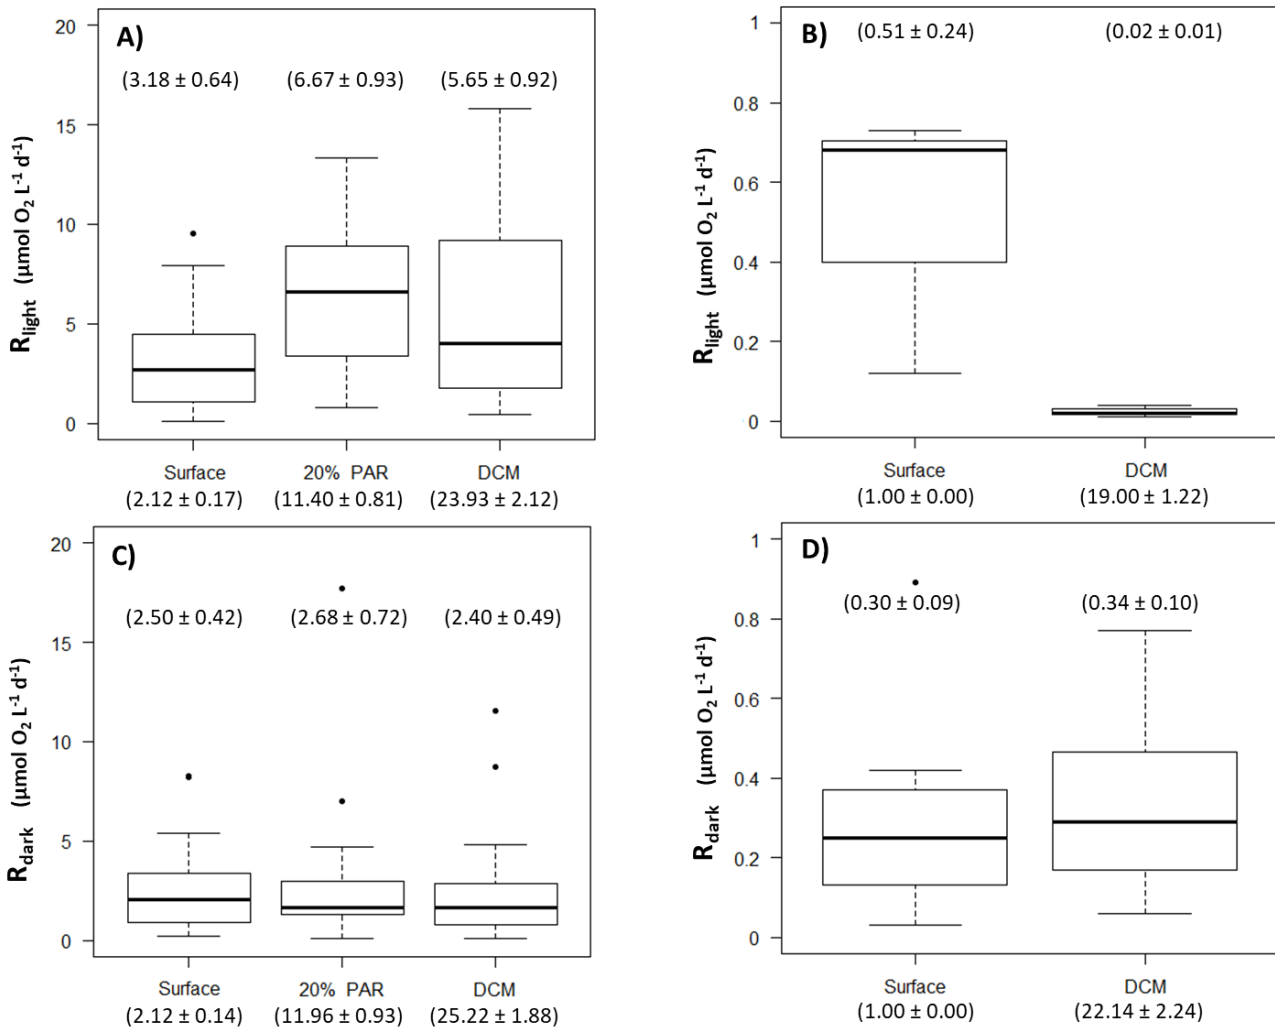 A)
(3.18 ± 0.64) (6.67 ± 0.93) (5.65 ± 0.92)
20
15
10
5
0
R_light (µmol O₂ L⁻¹ d⁻¹)
Surface 20% PAR DCM
(2.12 ± 0.17) (11.40 ± 0.81) (23.93 ± 2.12)
B)
(0.51 ± 0.24) (0.02 ± 0.01)
1
0.8
0.6
0.4
0.2
0
R_light (µmol O₂ L⁻¹ d⁻¹)
Surface DCM
(1.00 ± 0.00) (19.00 ± 1.22)
C)
(2.50 ± 0.42) (2.68 ± 0.72) (2.40 ± 0.49)
20
15
10
5
0
R_dark (µmol O₂ L⁻¹ d⁻¹)
Surface 20% PAR DCM
(2.12 ± 0.14) (11.96 ± 0.93) (25.22 ± 1.88)
D)
(0.30 ± 0.09) (0.34 ± 0.10)
1
0.8
0.6
0.4
0.2
0
R_dark (µmol O₂ L⁻¹ d⁻¹)
Surface DCM
(1.00 ± 0.00) (22.14 ± 2.24)